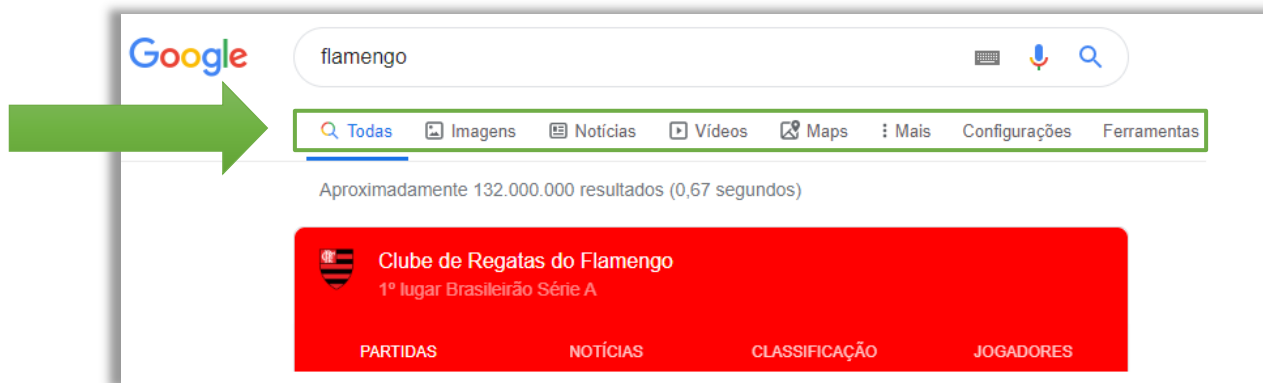 Google flamengo
Todas Imagens Notícias Vídeos Maps Mais Configurações Ferramentas
Aproximadamente 132.000.000 resultados (0,67 segundos)
Clube de Regatas do Flamengo
1º lugar Brasileirão Série A
PARTIDAS NOTÍCIAS CLASSIFICAÇÃO JOGADORES